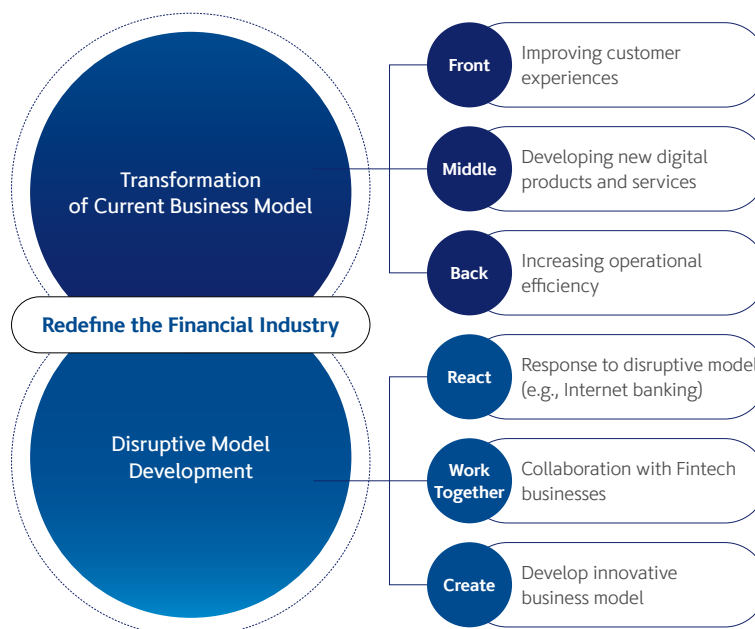 Transformation
of Current Business Model
Front
Improving customer
experiences
Middle
Developing new digital
products and services
Back
Increasing operational
efficiency
Redefine the Financial Industry
Disruptive Model
Development
React
Response to disruptive model
(e.g., Internet banking)
Work
Together
Collaboration with Fintech
businesses
Create
Develop innovative
business model